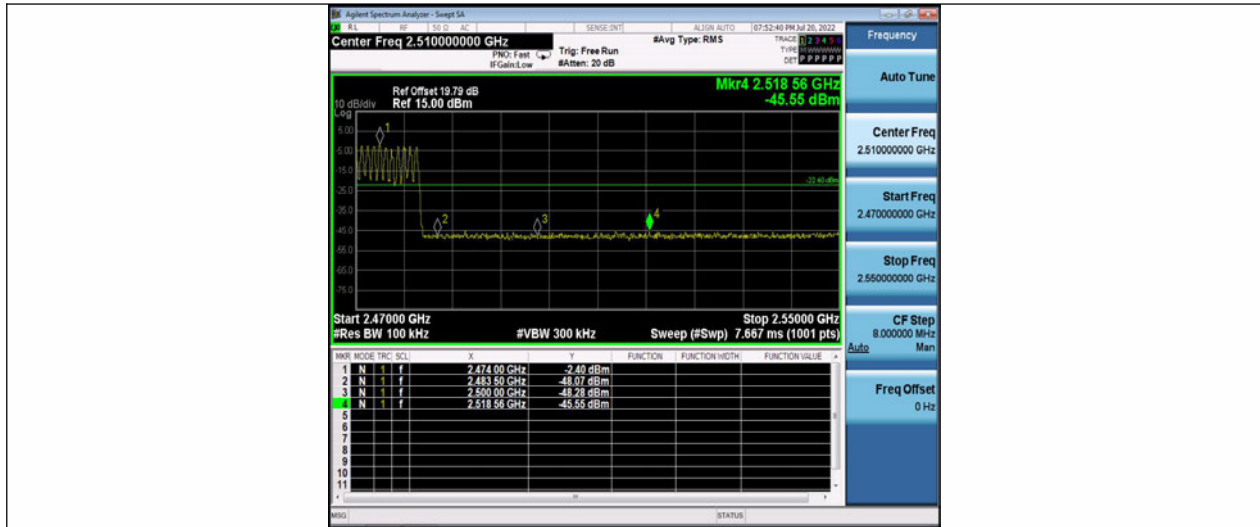 Agilent Spectrum Analyzer - Swept SA
RL RF 50 Ω AC SENSE:INT ALIGN AUTO 07:52:40 PM Jul 20, 2022
Center Freq 2.510000000 GHz #Avg Type: RMS TRACE 1 2 3 4 5 6
PNO: Fast Trig: Free Run TYPE
IFGain:Low #Atten: 20 dB DET P P P P P P
Frequency
Mkr4 2.518 56 GHz
-45.55 dBm
Ref Offset 19.79 dB
10 dB/div Ref 15.00 dBm
Log
5.00
-5.00
-15.0
-25.0
-35.0
-45.0
-55.0
-65.0
-75.0
1
2
3
4
-22.40 dBm
Start 2.47000 GHz Stop 2.55000 GHz
#Res BW 100 kHz #VBW 300 kHz Sweep (#Swp) 7.667 ms (1001 pts)
MKR MODE TRC SCL X Y FUNCTION FUNCTION WIDTH FUNCTION VALUE
1 N 1 f 2.474 00 GHz -2.40 dBm
2 N 1 f 2.483 50 GHz -48.07 dBm
3 N 1 f 2.500 00 GHz -48.28 dBm
4 N 1 f 2.518 56 GHz -45.55 dBm
5
6
7
8
9
10
11
MSG STATUS
Auto Tune
Center Freq
2.510000000 GHz
Start Freq
2.470000000 GHz
Stop Freq
2.550000000 GHz
CF Step
8.000000 MHz
Auto Man
Freq Offset
0 Hz